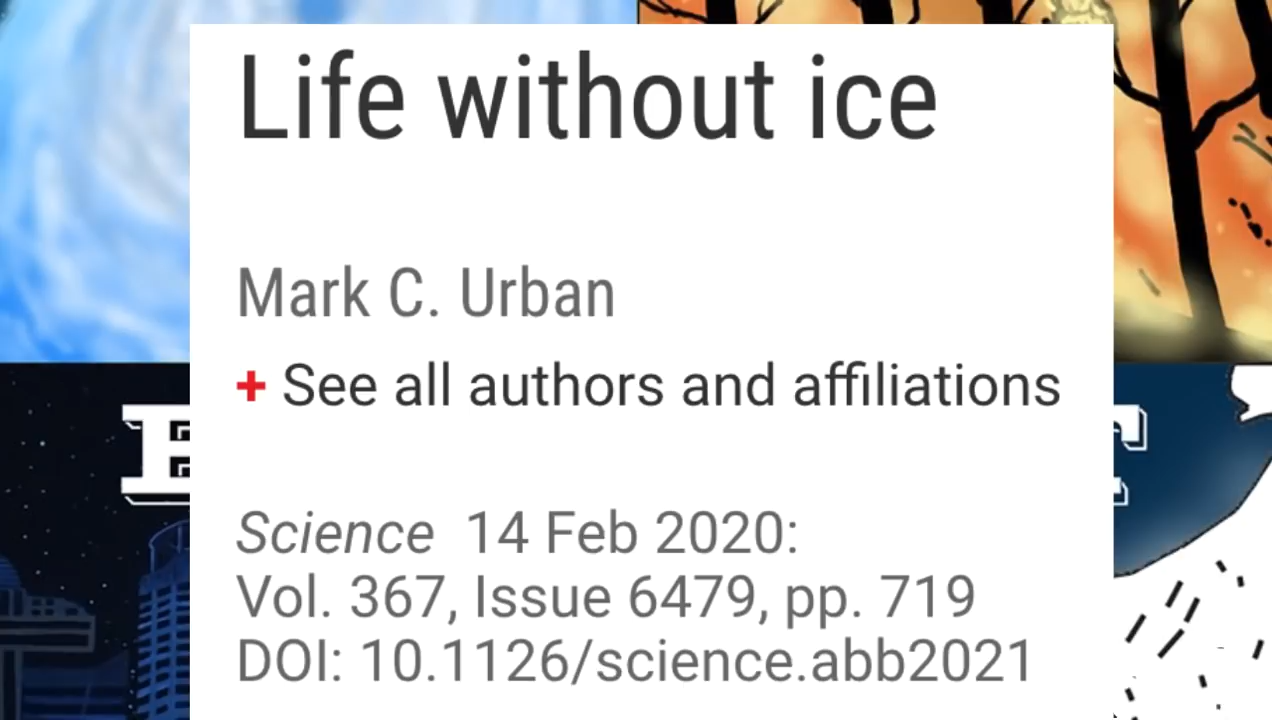 Life without ice
Mark C. Urban
+ See all authors and affiliations
Science 14 Feb 2020:
Vol. 367, Issue 6479, pp. 719
DOI: 10.1126/science.abb2021